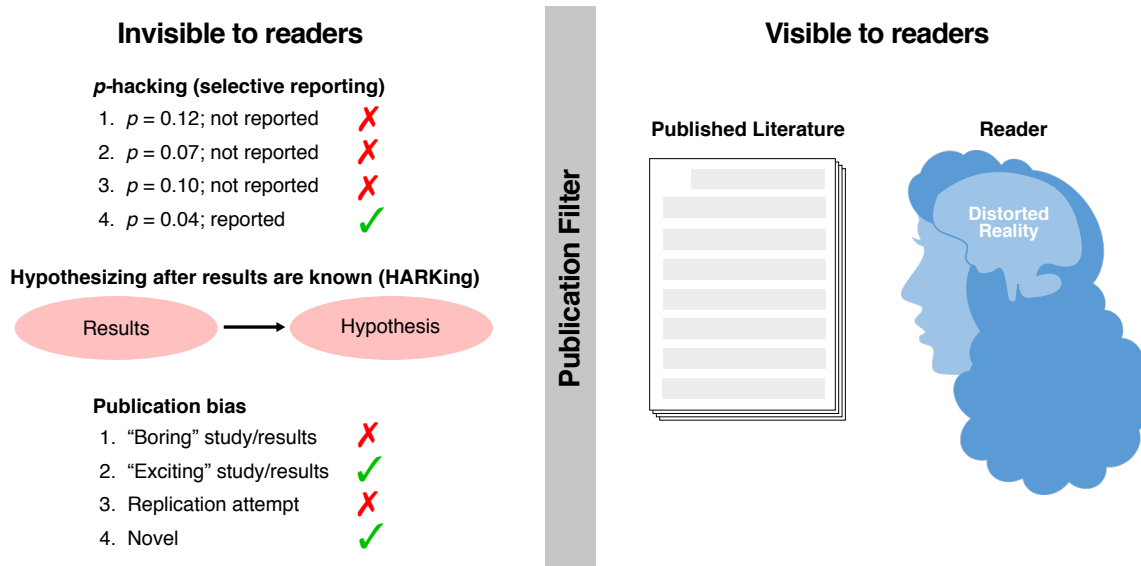 Invisible to readers
p-hacking (selective reporting)
1. p = 0.12; not reported
2. p = 0.07; not reported
3. p = 0.10; not reported
4. p = 0.04; reported
Hypothesizing after results are known (HARKing)
Results
Hypothesis
Publication bias
1. “Boring” study/results
2. “Exciting” study/results
3. Replication attempt
4. Novel
Publication Filter
Visible to readers
Published Literature
Reader
Distorted
Reality